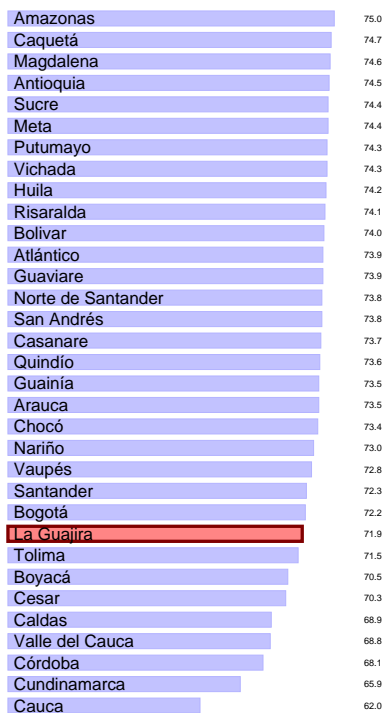 Amazonas 75.0
Caquetá 74.7
Magdalena 74.6
Antioquia 74.5
Sucre 74.4
Meta 74.4
Putumayo 74.3
Vichada 74.3
Huila 74.2
Risaralda 74.1
Bolivar 74.0
Atlántico 73.9
Guaviare 73.9
Norte de Santander 73.8
San Andrés 73.8
Casanare 73.7
Quindío 73.6
Guainía 73.5
Arauca 73.5
Chocó 73.4
Nariño 73.0
Vaupés 72.8
Santander 72.3
Bogotá 72.2
La Guajira 71.9
Tolima 71.5
Boyacá 70.5
Cesar 70.3
Caldas 68.9
Valle del Cauca 68.8
Córdoba 68.1
Cundinamarca 65.9
Cauca 62.0